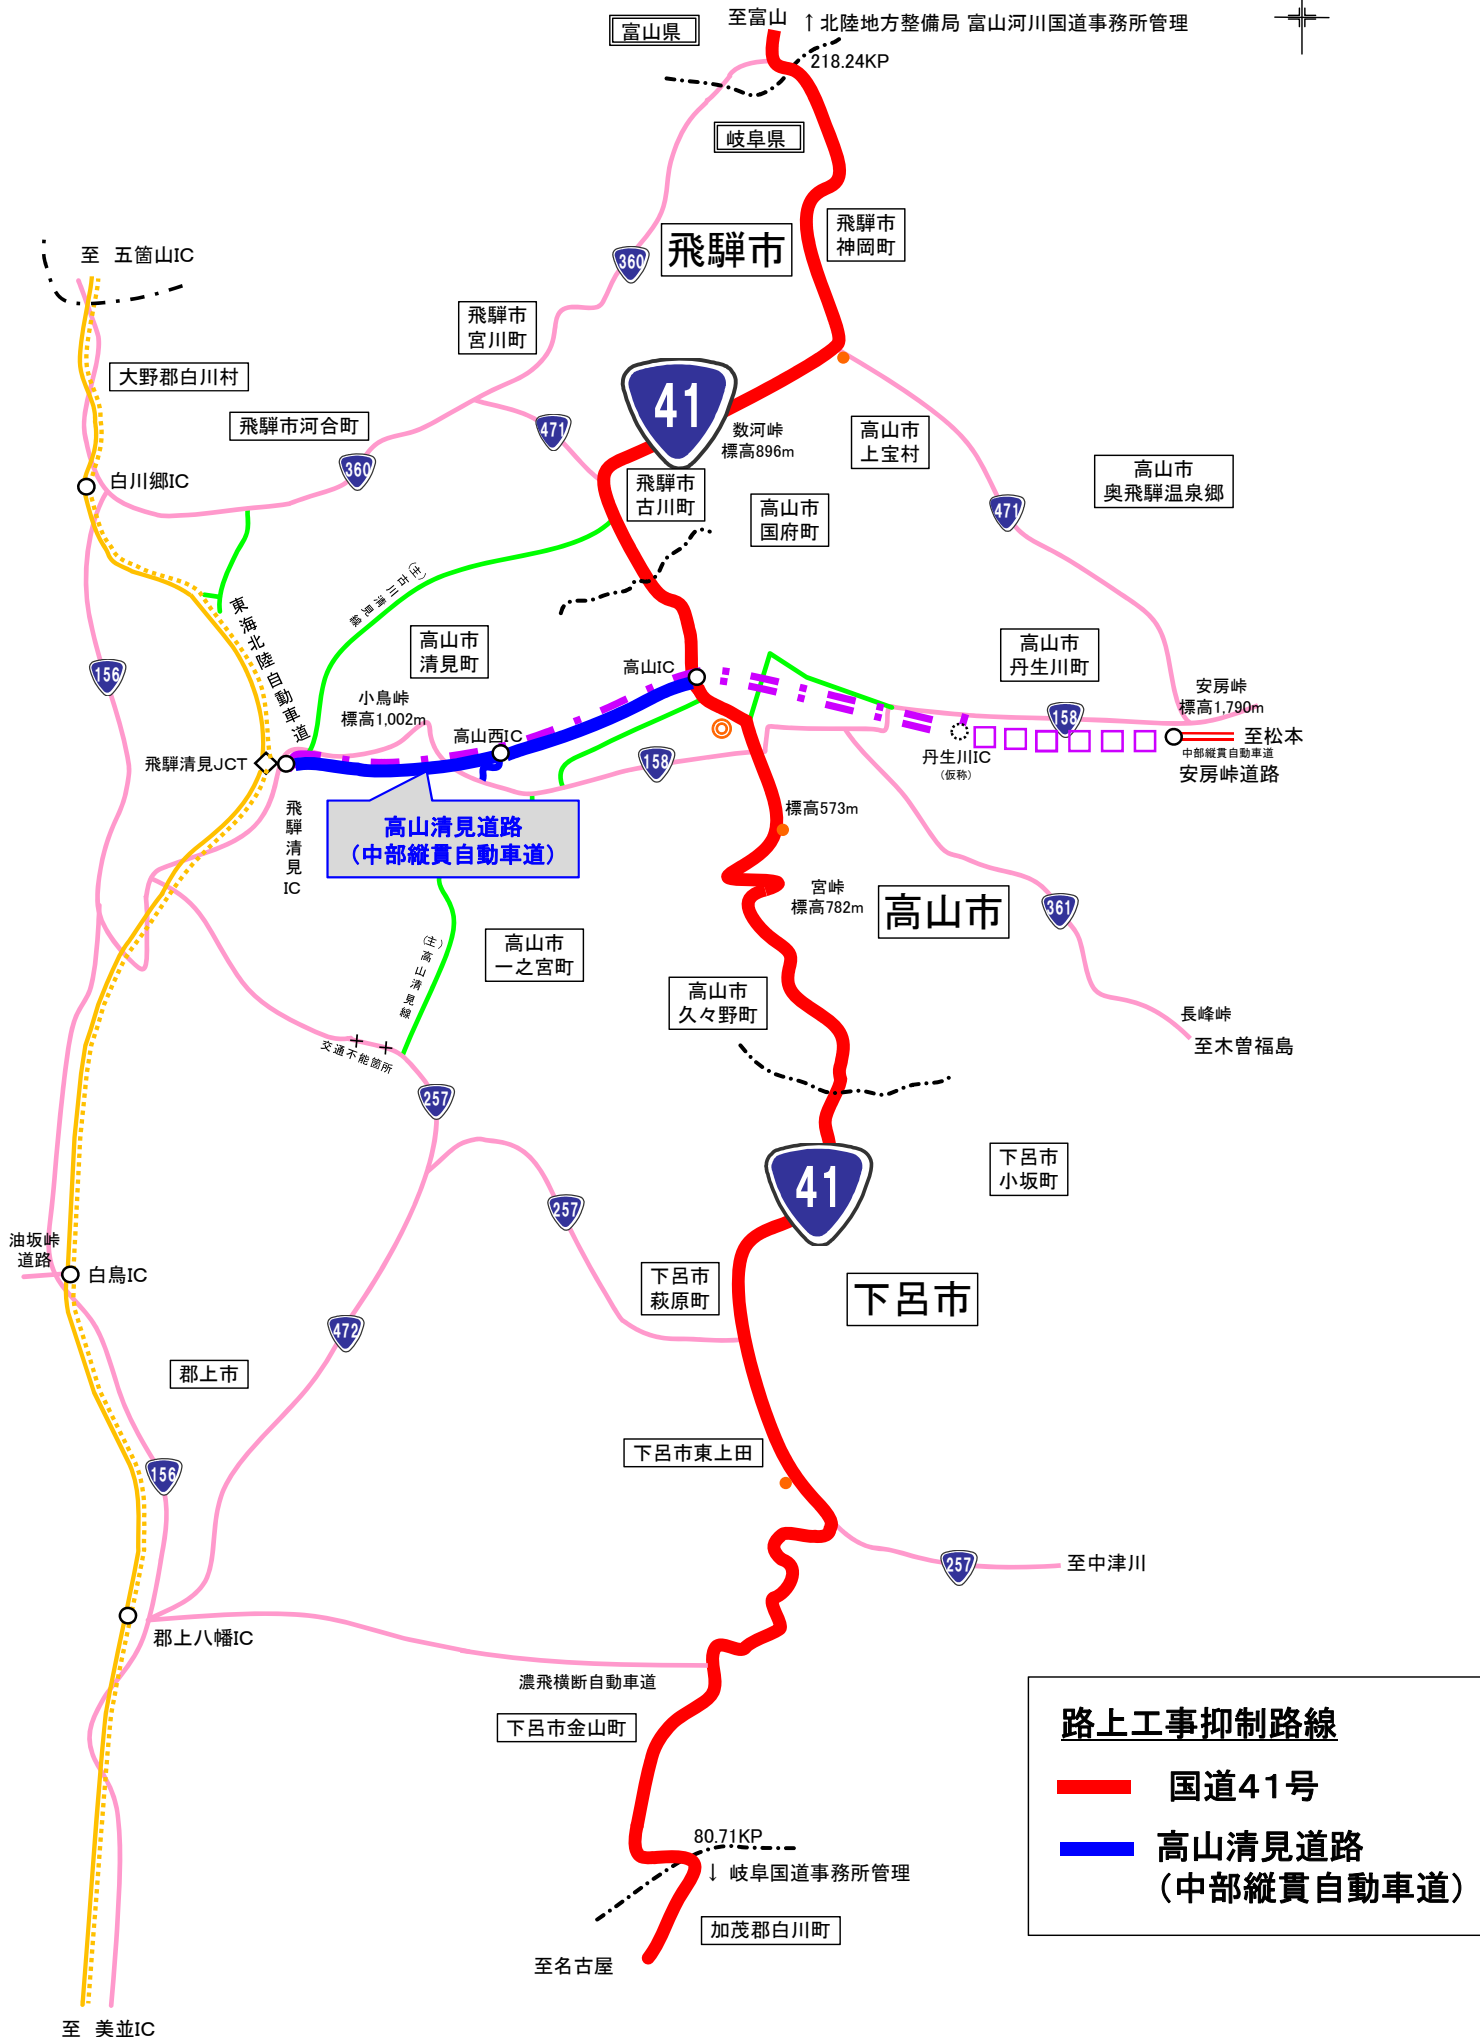 至富山
↑北陸地方整備局 富山河川国道事務所管理
富山県
218.24KP
岐阜県
飛騨市
神岡町
飛騨市
至 五箇山IC
360
飛騨市
宮川町
大野郡白川村
41
飛騨市河合町
471
数河峠
標高896m
高山市
上宝村
360
高山市
奥飛騨温泉郷
白川郷IC
飛騨市
古川町
高山市
国府町
471
(主)古川清見線
東海北陸自動車道
高山市
清見町
高山市
丹生川町
156
高山IC
小鳥峠
標高1,002m
安房峠
標高1,790m
158
高山西IC
至松本
中部縦貫自動車道
安房峠道路
飛騨清見JCT
158
丹生川IC
(仮称)
飛騨清見IC
高山清見道路
(中部縦貫自動車道)
標高573m
宮峠
標高782m
高山市
361
(主)高山清見線
高山市
一之宮町
高山市
久々野町
長峰峠
至木曽福島
交通不能箇所
257
41
下呂市
小坂町
257
油坂峠
道路
白鳥IC
下呂市
萩原町
下呂市
472
郡上市
下呂市東上田
156
257
至中津川
郡上八幡IC
濃飛横断自動車道
下呂市金山町
路上工事抑制路線
国道41号
高山清見道路
(中部縦貫自動車道)
80.71KP
↓ 岐阜国道事務所管理
加茂郡白川町
至名古屋
至 美並IC